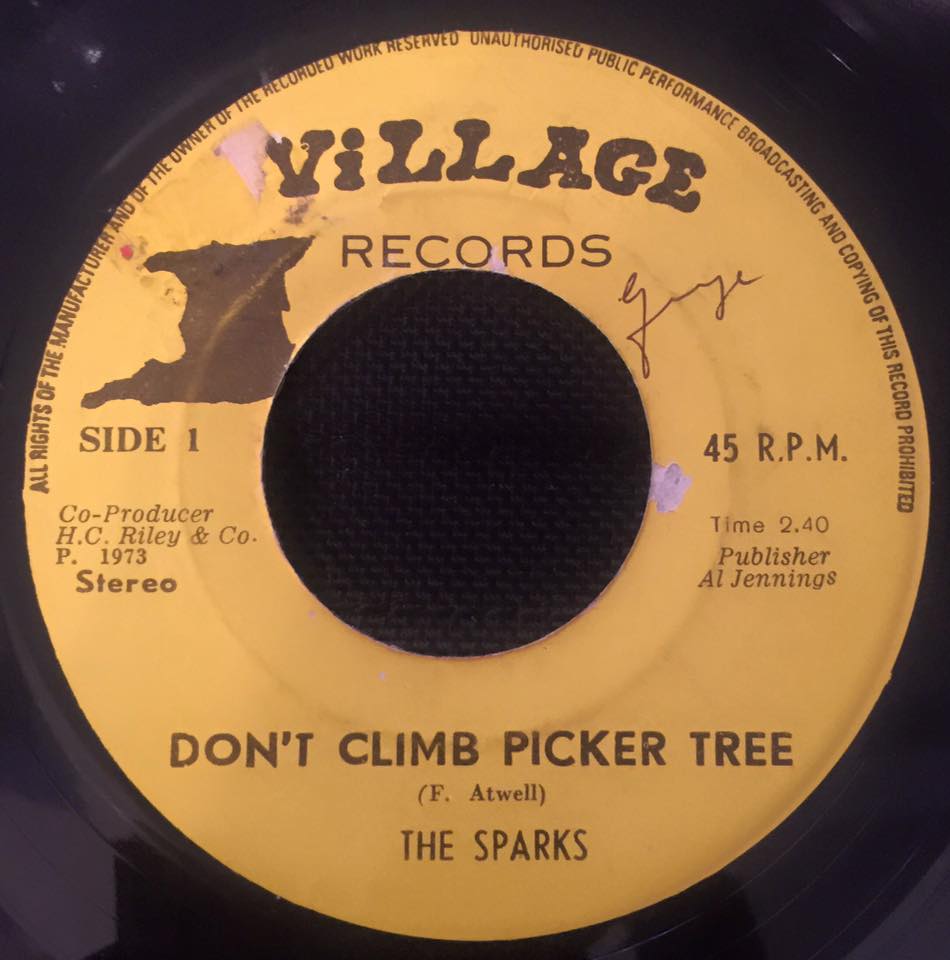 ALL RIGHTS OF THE MANUFACTURER AND OF THE OWNER OF THE RECORDED WORK RESERVED UNAUTHORISED PUBLIC PERFORMANCE BROADCASTING AND COPYING OF THIS RECORD PROHIBITED
ViLLAGE
RECORDS
SIDE 1
45 R.P.M.
Co-Producer
H.C. Riley & Co.
P. 1973
Stereo
Time 2.40
Publisher
Al Jennings
DON'T CLIMB PICKER TREE
(F. Atwell)
THE SPARKS